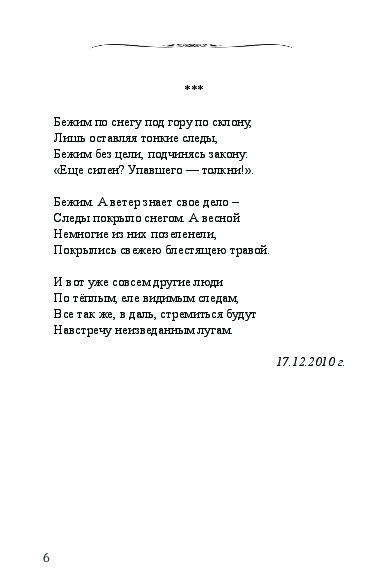 ***
Бежим по снегу под гору по склону,
Лишь оставляя тонкие следы,
Бежим без цели, подчинясь закону:
«Еще силен? Упавшего — толкни!».
Бежим. А ветер знает свое дело –
Следы покрыло снегом. А весной
Немногие из них позеленели,
Покрылись свежею блестящею травой.
И вот уже совсем другие люди
По тёплым, еле видимым следам,
Все так же, в даль, стремиться будут
Навстречу неизведанным лугам.
17.12.2010 г.
6